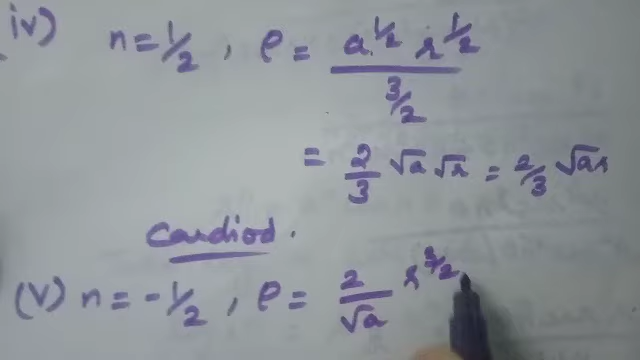 iv) n = 1/2 , ρ = a^1/2 r^1/2 / 3/2
= 2/3 √a √r = 2/3 √ar
Cardiod.
(V) n = -1/2 , ρ = 2/√a r^3/2